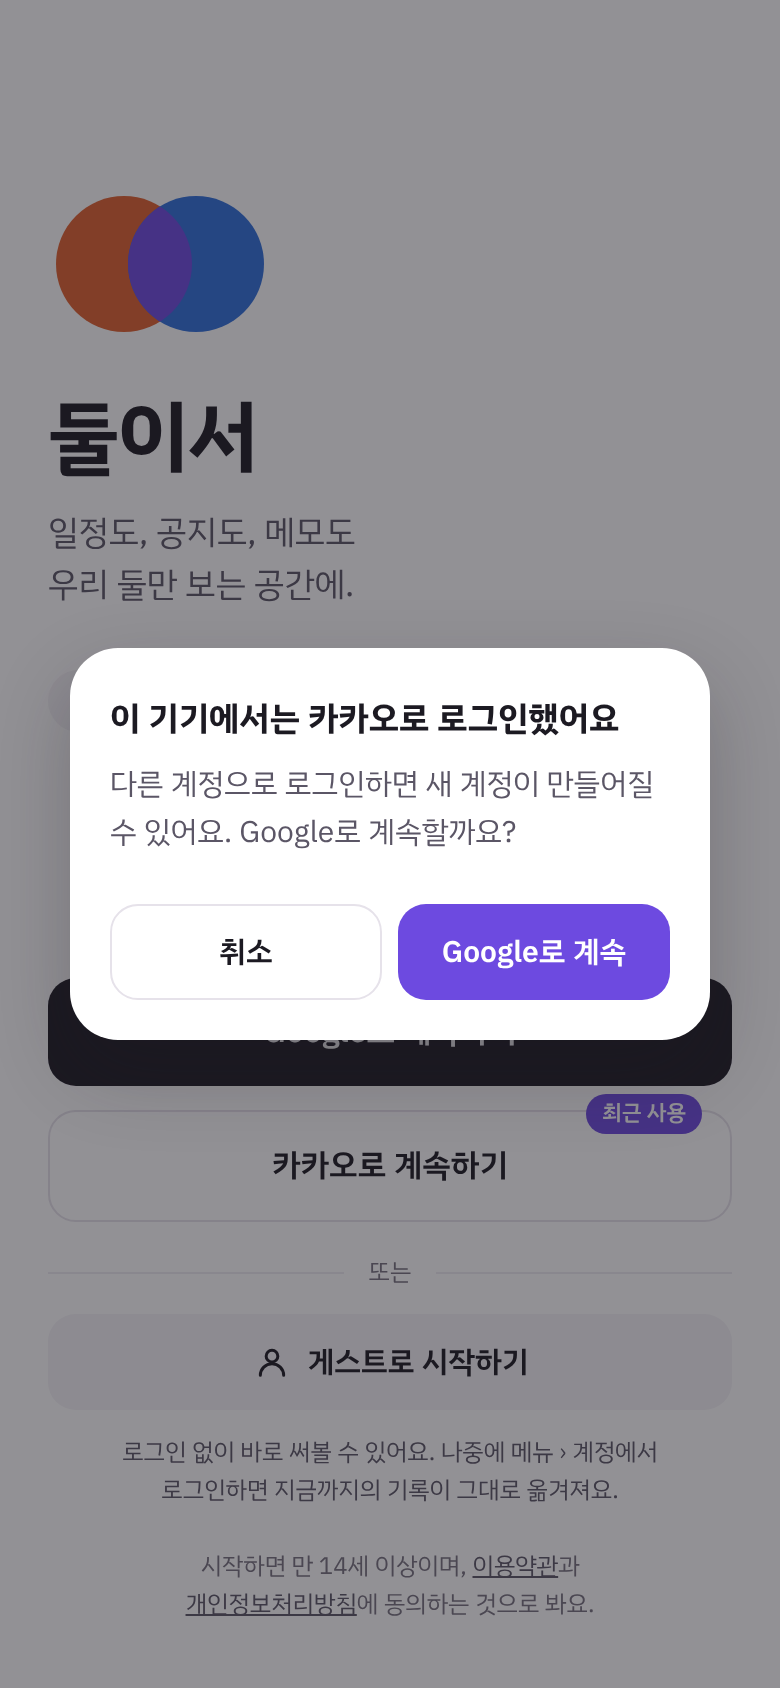 둘이서
일정도, 공지도, 메모도
우리 둘만 보는 공간에.
이 기기에서는 카카오로 로그인했어요
다른 계정으로 로그인하면 새 계정이 만들어질
수 있어요. Google로 계속할까요?
취소
Google로 계속
최근 사용
카카오로 계속하기
또는
게스트로 시작하기
로그인 없이 바로 써볼 수 있어요. 나중에 메뉴 › 계정에서
로그인하면 지금까지의 기록이 그대로 옮겨져요.
시작하면 만 14세 이상이며, 이용약관과
개인정보처리방침에 동의하는 것으로 봐요.